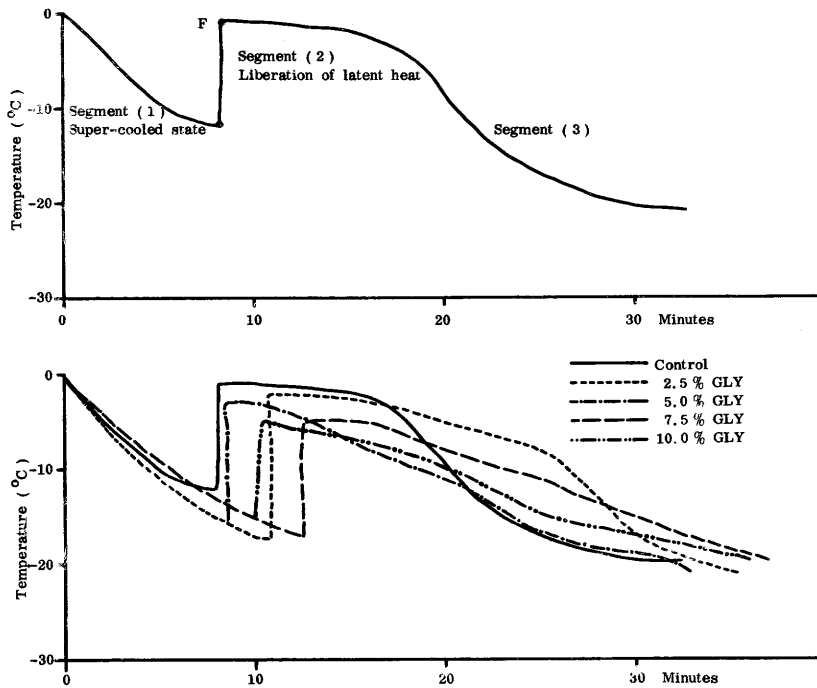 0
-10
-20
-30
Temperature (°C)
F
Segment (1)
Super-cooled state
Segment (2)
Liberation of latent heat
Segment (3)
0
10
20
30
Minutes
0
-10
-20
-30
Temperature (°C)
Control
2.5 % GLY
5.0 % GLY
7.5 % GLY
10.0 % GLY
0
10
20
30
Minutes